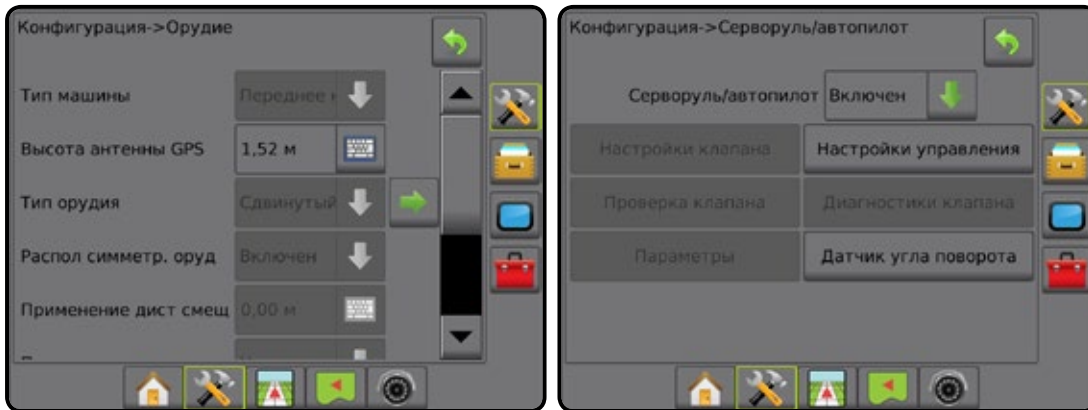 Конфигурация->Орудие
Тип машины Переднее
Высота антенны GPS 1,52 м
Тип орудия Сдвинутый
Распол симметр. оруд Включен
Применение дист смещ 0,00 м
Конфигурация->Серворуль/автопилот
Серворуль/автопилот Включен
Настройки клапана Настройки управления
Проверка клапана Диагностики клапана
Параметры Датчик угла поворота